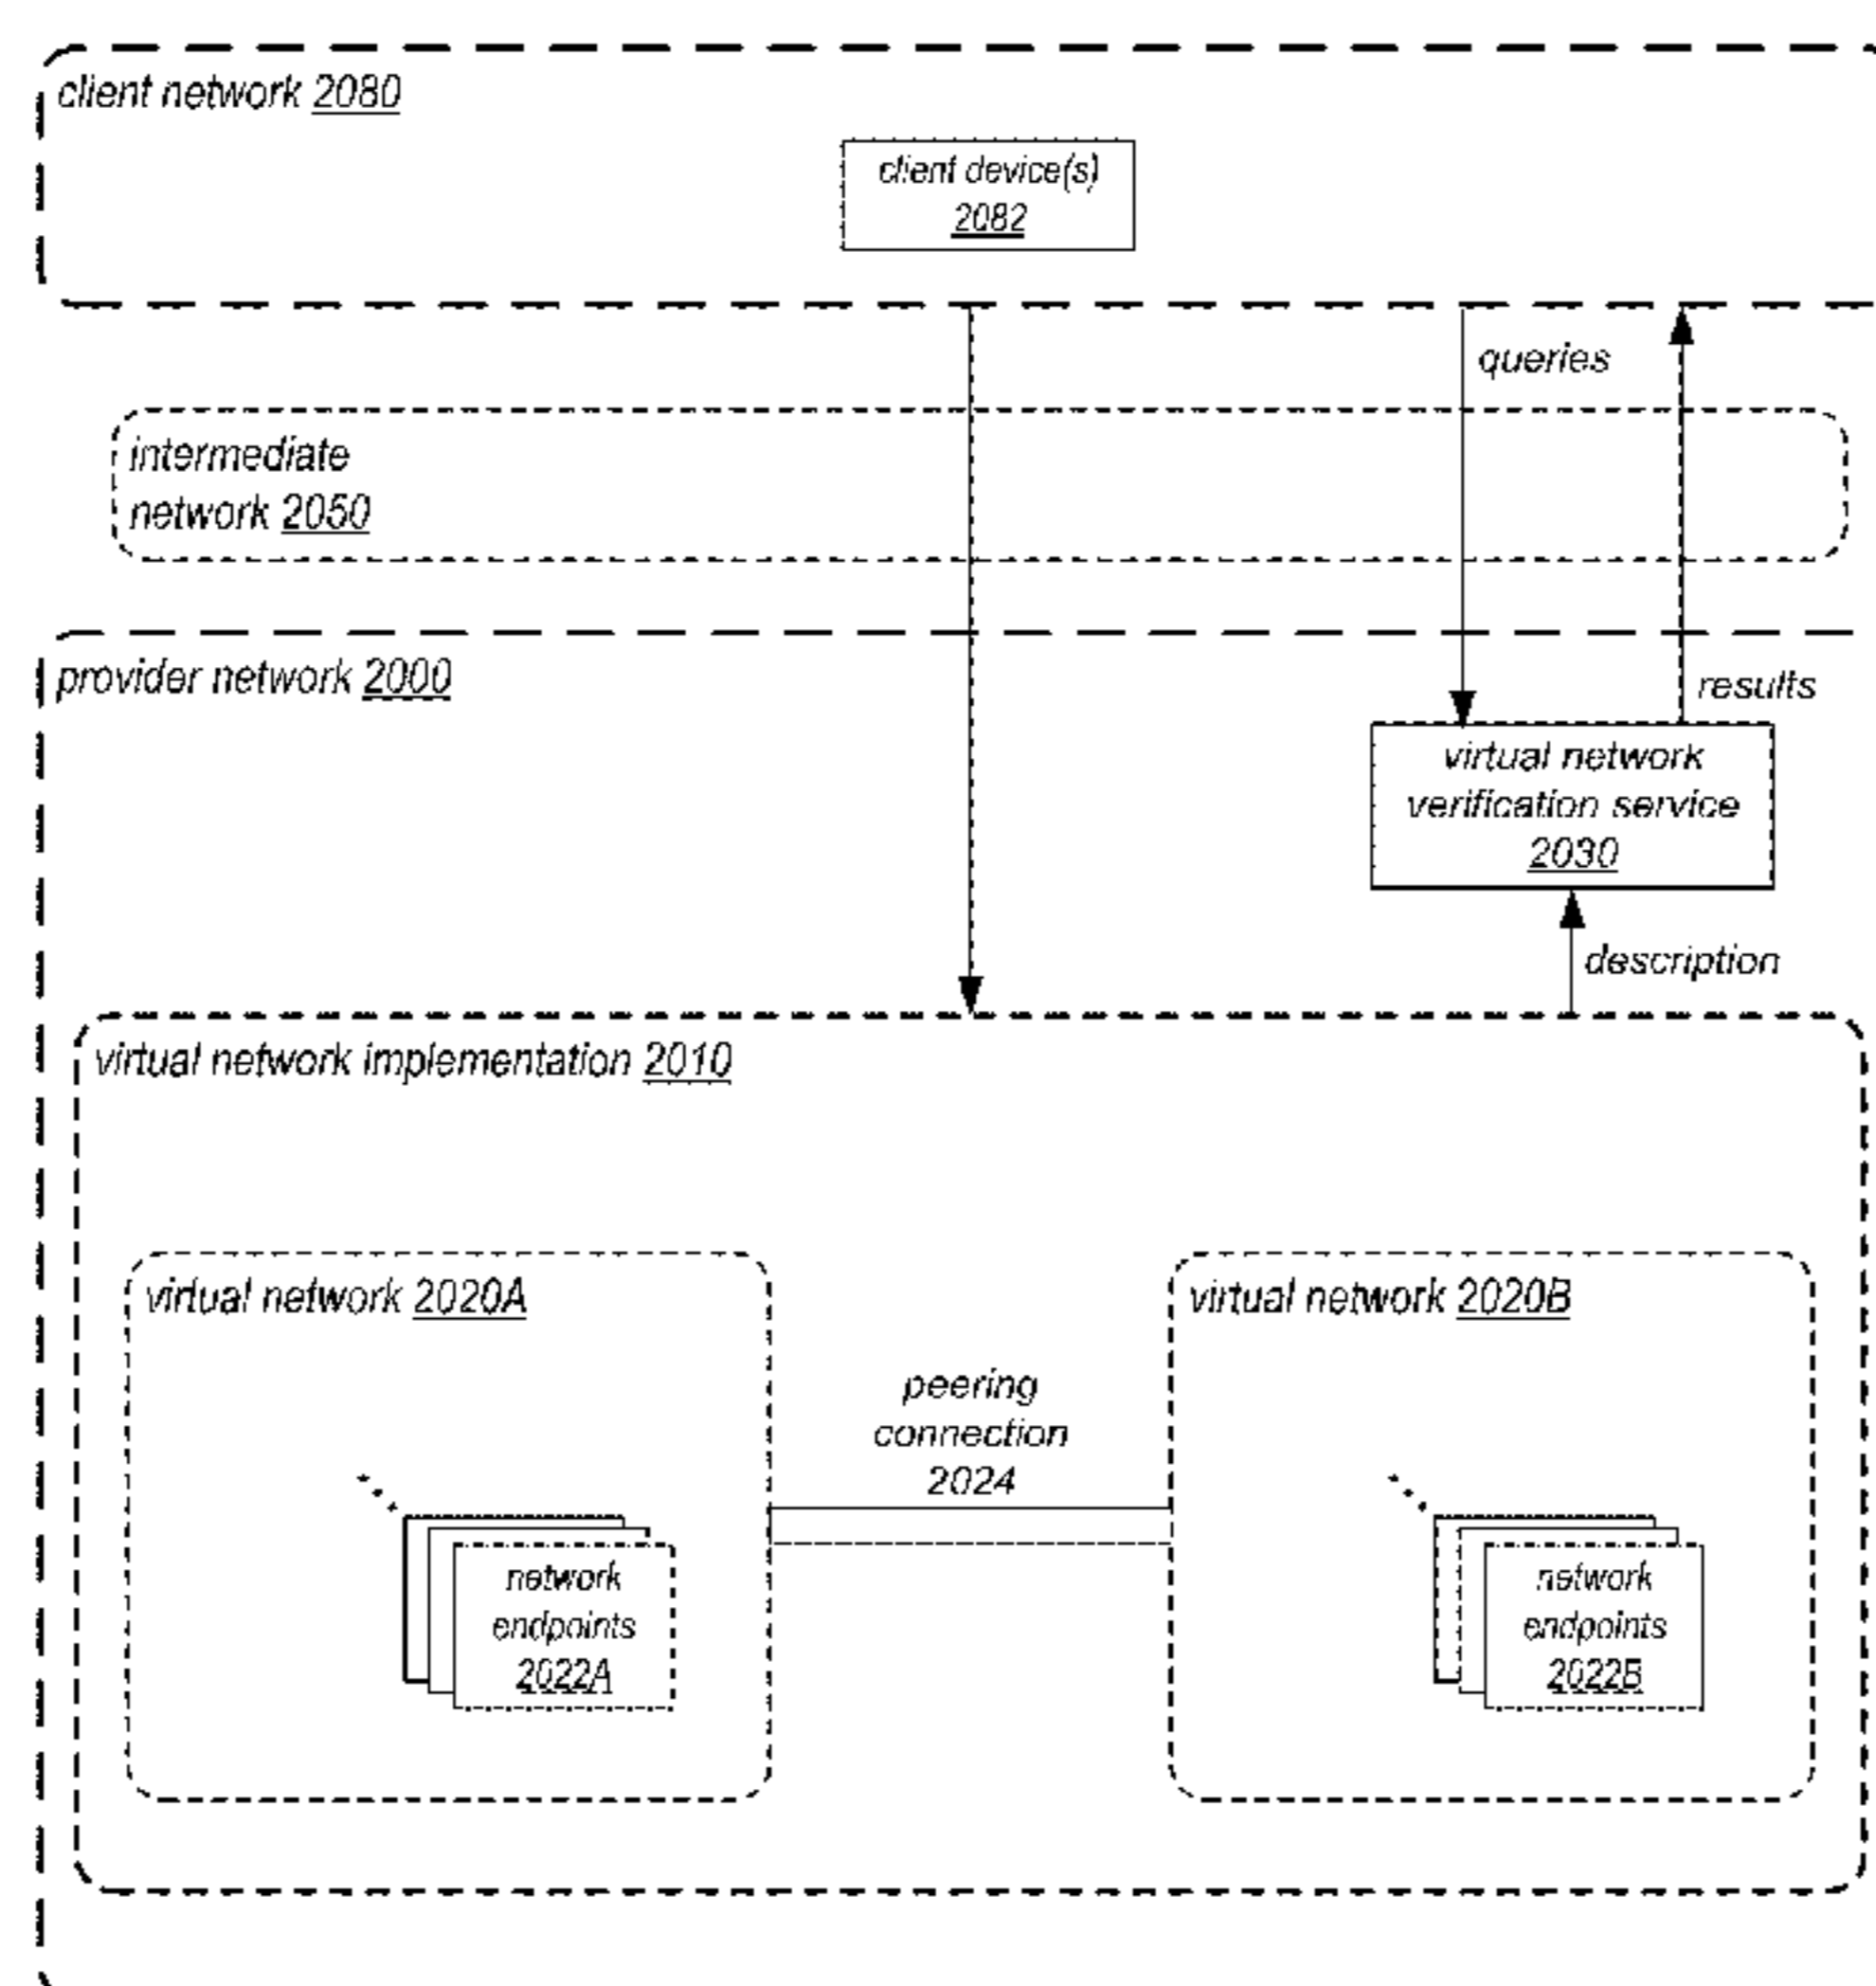 client network 2080
client device(s)
2082
queries
intermediate
network 2050
provider network 2000
results
virtual network
verification service
2030
description
virtual network implementation 2010
virtual network 2020A
virtual network 2020B
peering
connection
2024
network
endpoints
2022A
network
endpoints
2022B